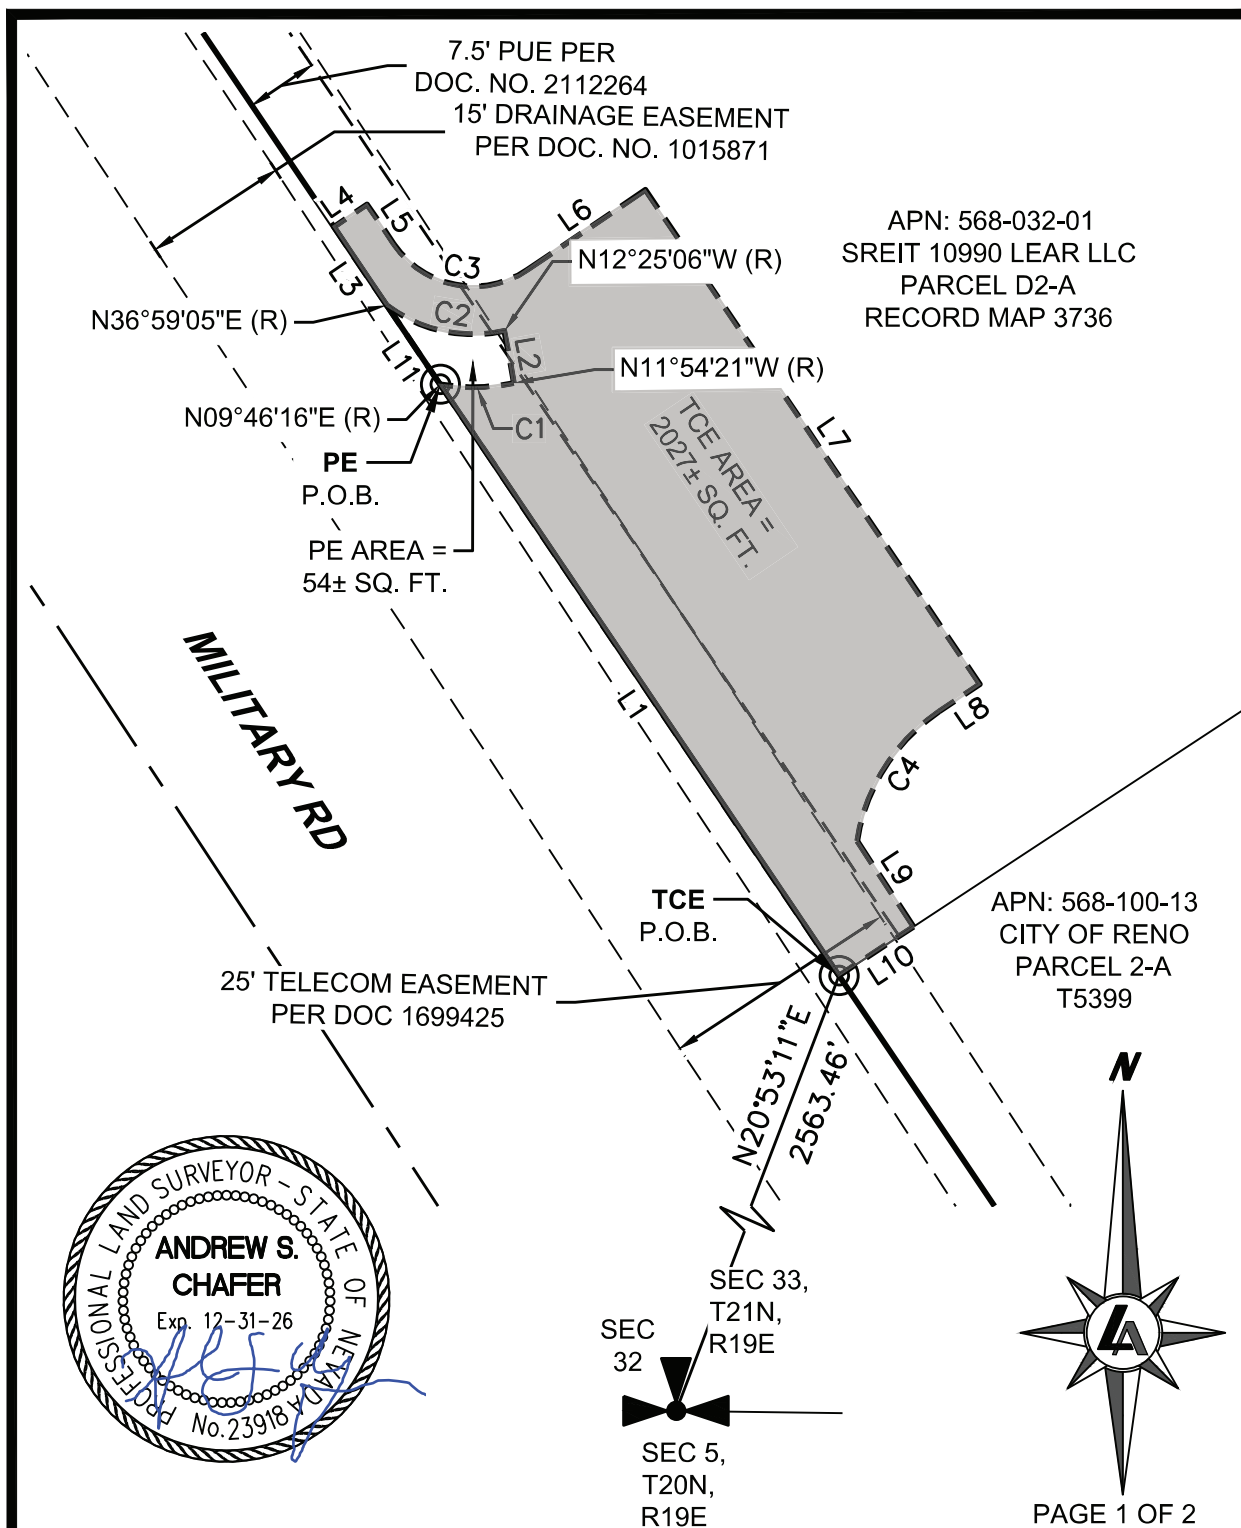 7.5' PUE PER
DOC. NO. 2112264
15' DRAINAGE EASEMENT
PER DOC. NO. 1015871
L4
L5
L6
APN: 568-032-01
SREIT 10990 LEAR LLC
PARCEL D2-A
RECORD MAP 3736
C3
N12°25'06"W (R)
L3
N36°59'05"E (R)
C2
L2
L11
N11°54'21"W (R)
N09°46'16"E (R)
C1
L7
TCE AREA =
2027± SQ. FT.
PE
P.O.B.
PE AREA =
54± SQ. FT.
MILITARY RD
L1
L8
C4
L9
TCE
P.O.B.
APN: 568-100-13
CITY OF RENO
PARCEL 2-A
T5399
L10
25' TELECOM EASEMENT
PER DOC 1699425
N20°53'11"E
2563.46'
N
PROFESSIONAL LAND SURVEYOR - STATE OF NEVADA
ANDREW S.
CHAFER
Exp. 12-31-26
No. 23918
SEC 33,
T21N,
R19E
SEC
32
LA
SEC 5,
T20N,
R19E
PAGE 1 OF 2